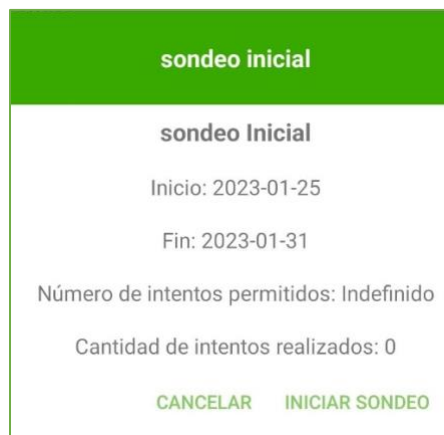 sondeo inicial
sondeo Inicial
Inicio: 2023-01-25
Fin: 2023-01-31
Número de intentos permitidos: Indefinido
Cantidad de intentos realizados: 0
CANCELAR INICIAR SONDEO